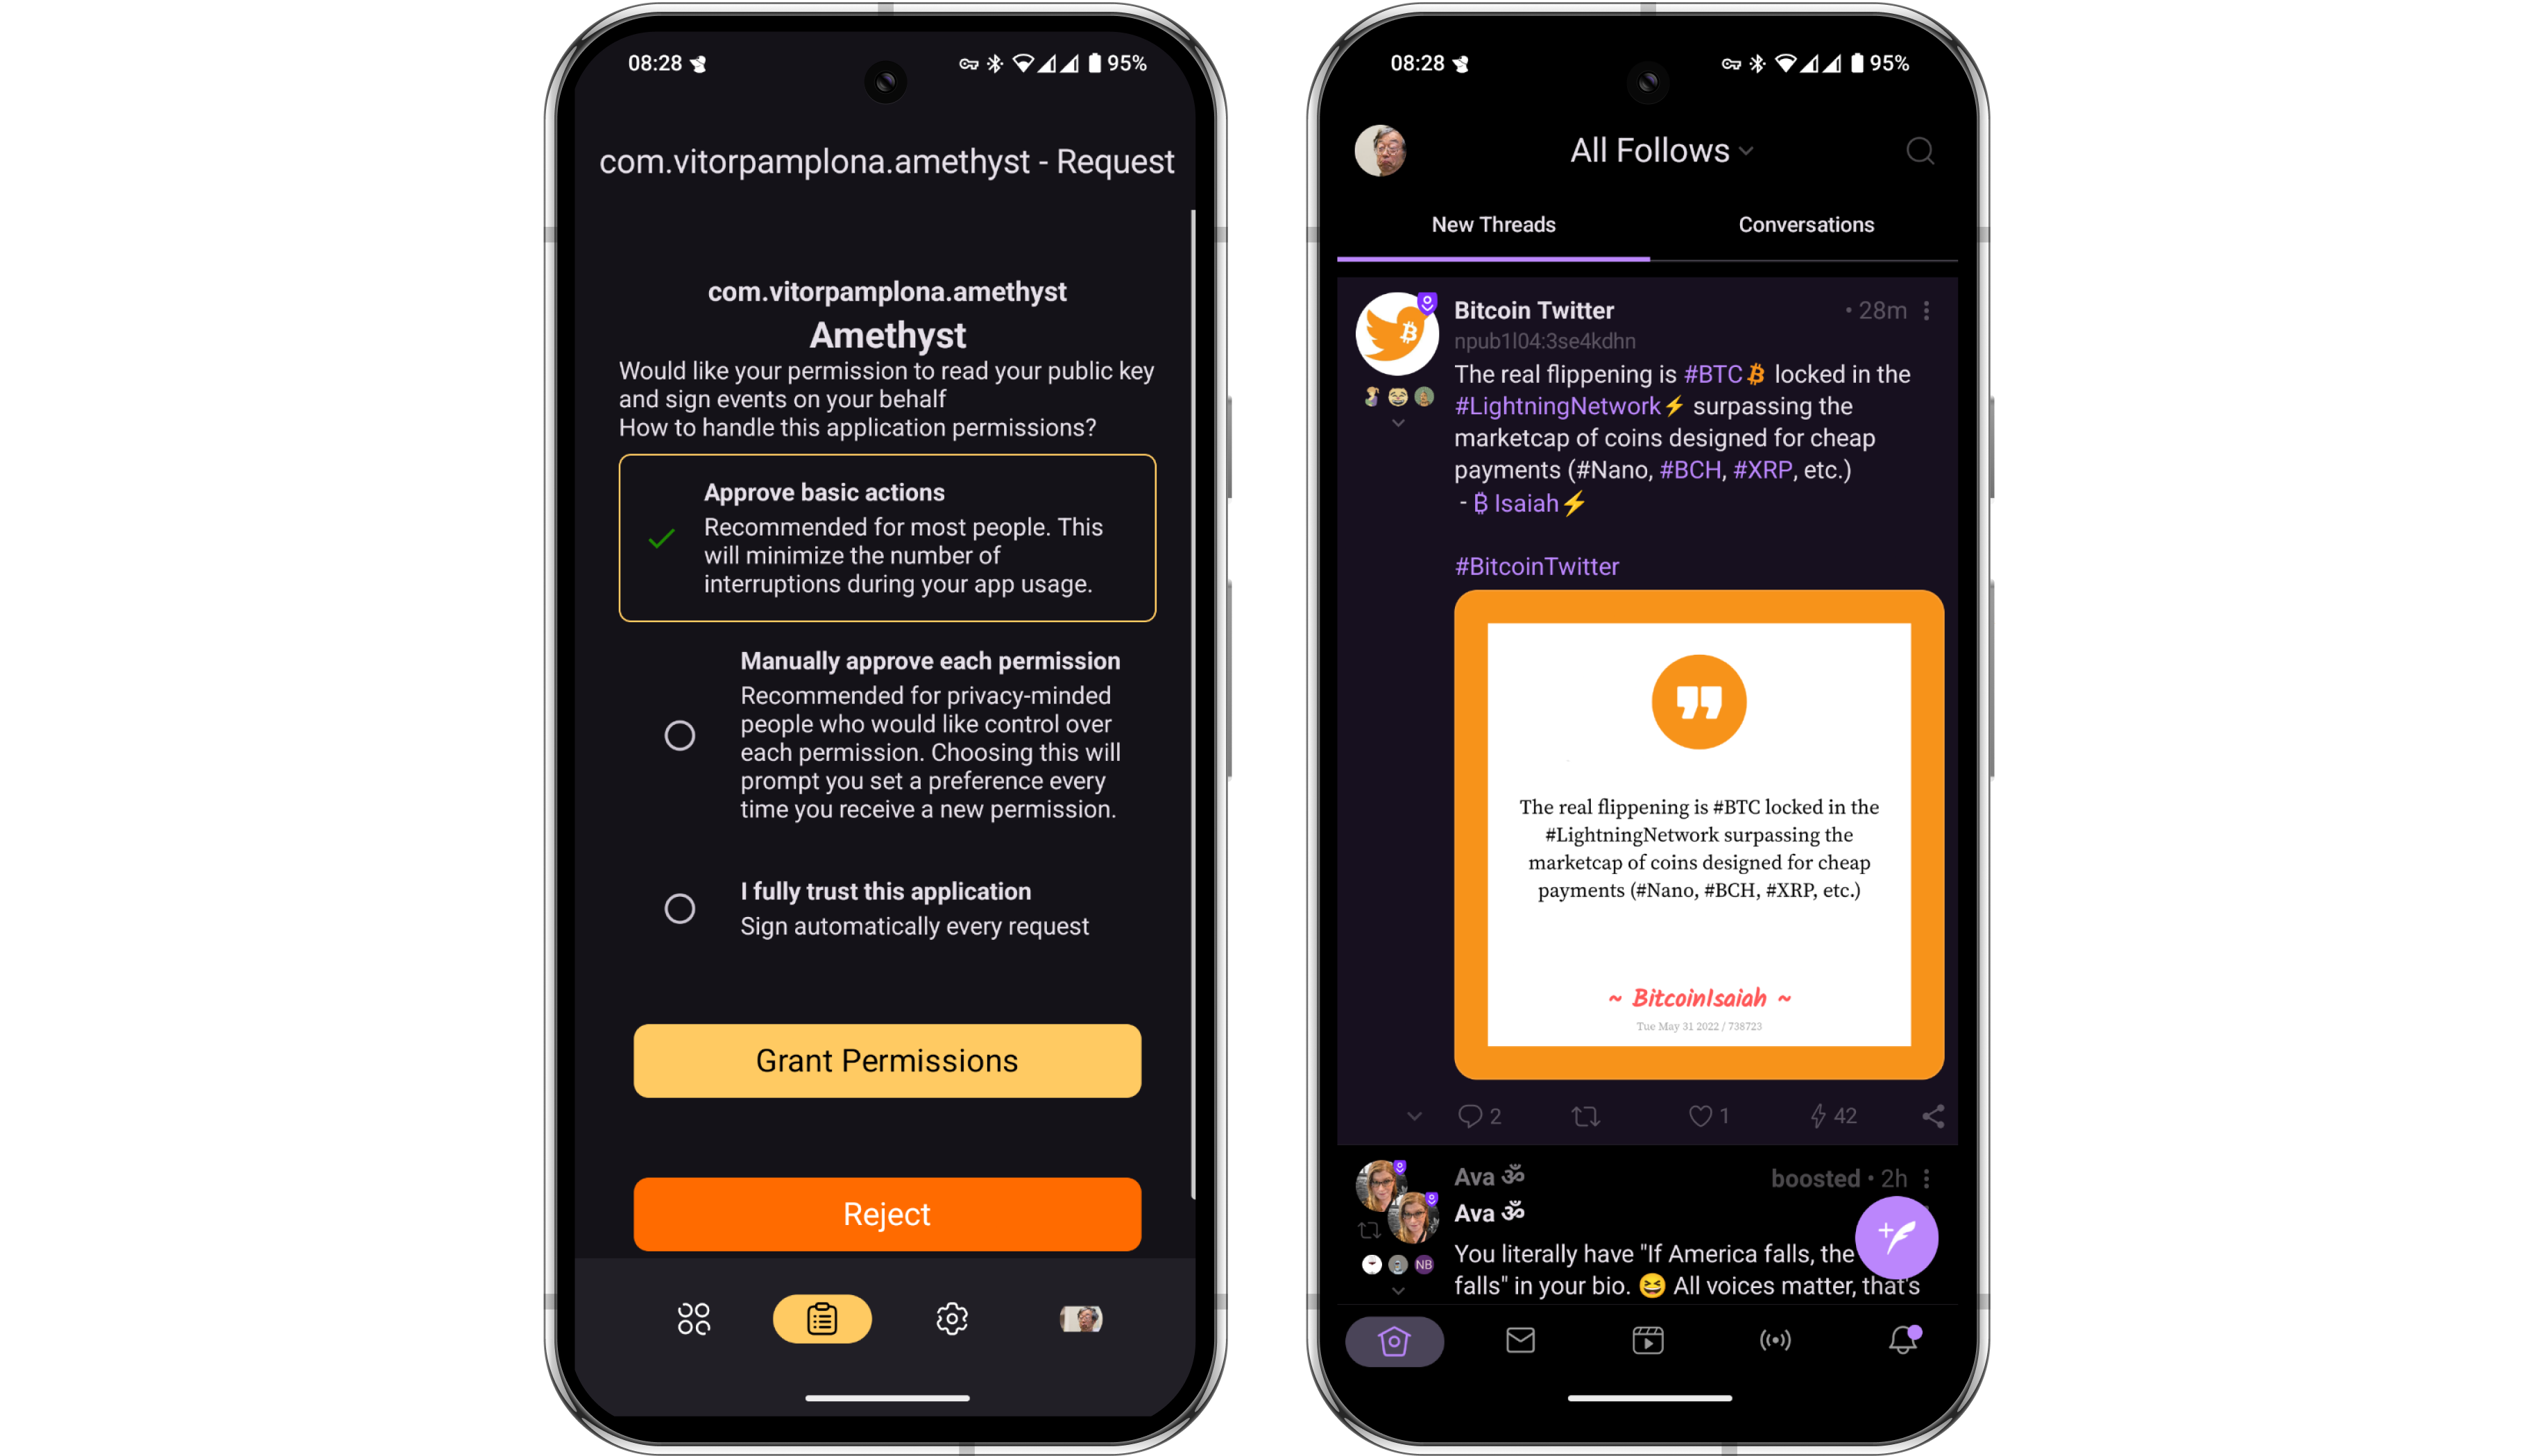 08:28
95%
com.vitorpamplona.amethyst - Request
com.vitorpamplona.amethyst
Amethyst
Would like your permission to read your public key
and sign events on your behalf
How to handle this application permissions?
Approve basic actions
Recommended for most people. This
will minimize the number of
interruptions during your app usage.
Manually approve each permission
Recommended for privacy-minded
people who would like control over
each permission. Choosing this will
prompt you set a preference every
time you receive a new permission.
I fully trust this application
Sign automatically every request
Grant Permissions
Reject
08:28
95%
All Follows
New Threads
Conversations
Bitcoin Twitter
• 28m
npub1l04:3se4kdhn
The real flippening is #BTC₿ locked in the
#LightningNetwork⚡ surpassing the
marketcap of coins designed for cheap
payments (#Nano, #BCH, #XRP, etc.)
- ₿ Isaiah⚡
#BitcoinTwitter
The real flippening is #BTC locked in the
#LightningNetwork surpassing the
marketcap of coins designed for cheap
payments (#Nano, #BCH, #XRP, etc.)
~ BitcoinIsaiah ~
Tue May 31 2022 / 738723
2
1
42
Ava ॐ
boosted • 2h
Ava ॐ
NB
You literally have "If America falls, the
falls" in your bio. 😆 All voices matter, that's